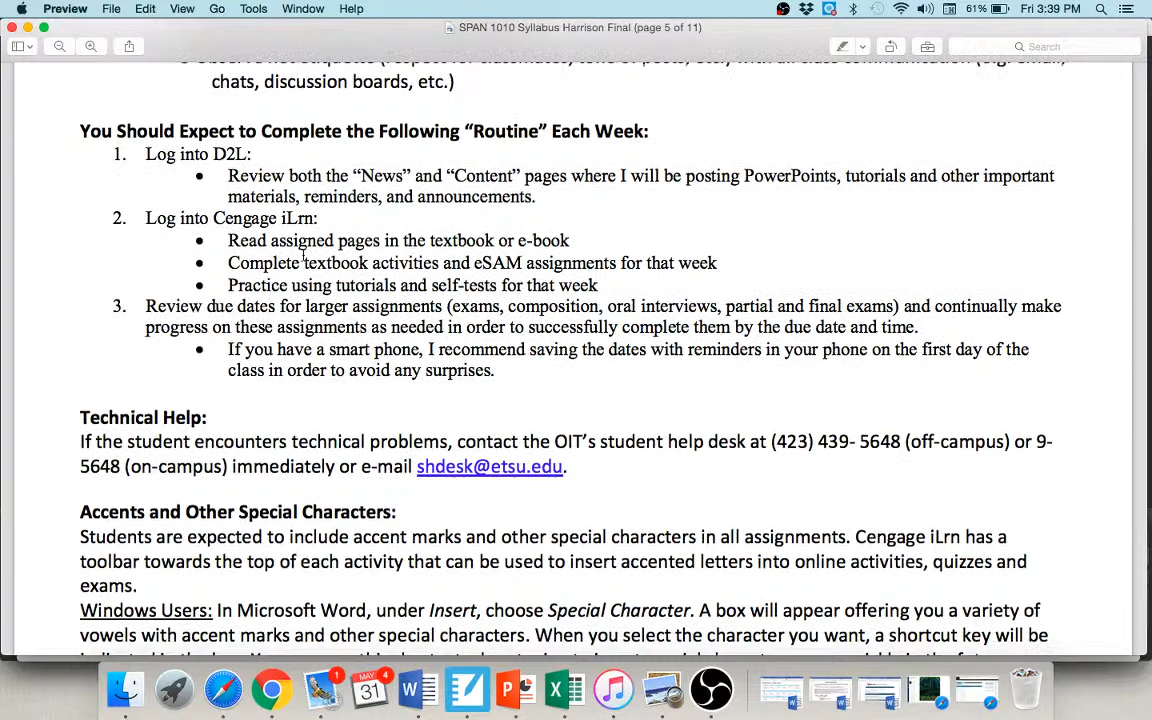 Preview File Edit View Go Tools Window Help 61% Fri 3:39 PM
SPAN 1010 Syllabus Harrison Final (page 5 of 11)
Search
chats, discussion boards, etc.)
You Should Expect to Complete the Following “Routine” Each Week:
1. Log into D2L:
• Review both the “News” and “Content” pages where I will be posting PowerPoints, tutorials and other important
materials, reminders, and announcements.
2. Log into Cengage iLrn:
• Read assigned pages in the textbook or e-book
• Complete textbook activities and eSAM assignments for that week
• Practice using tutorials and self-tests for that week
3. Review due dates for larger assignments (exams, composition, oral interviews, partial and final exams) and continually make
progress on these assignments as needed in order to successfully complete them by the due date and time.
• If you have a smart phone, I recommend saving the dates with reminders in your phone on the first day of the
class in order to avoid any surprises.
Technical Help:
If the student encounters technical problems, contact the OIT’s student help desk at (423) 439- 5648 (off-campus) or 9-
5648 (on-campus) immediately or e-mail shdesk@etsu.edu.
Accents and Other Special Characters:
Students are expected to include accent marks and other special characters in all assignments. Cengage iLrn has a
toolbar towards the top of each activity that can be used to insert accented letters into online activities, quizzes and
exams.
Windows Users: In Microsoft Word, under Insert, choose Special Character. A box will appear offering you a variety of
vowels with accent marks and other special characters. When you select the character you want, a shortcut key will be
1
MAY 4
31